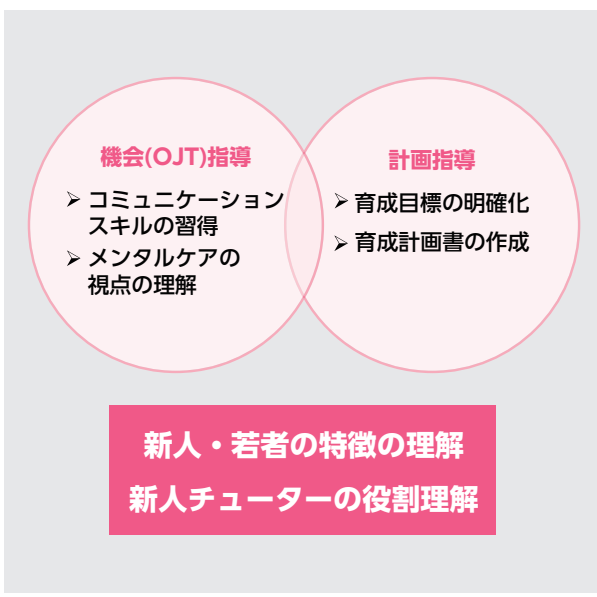 機会(OJT)指導
➢ コミュニケーション
スキルの習得
➢ メンタルケアの
視点の理解
計画指導
➢ 育成目標の明確化
➢ 育成計画書の作成
新人・若者の特徴の理解
新人チューターの役割理解